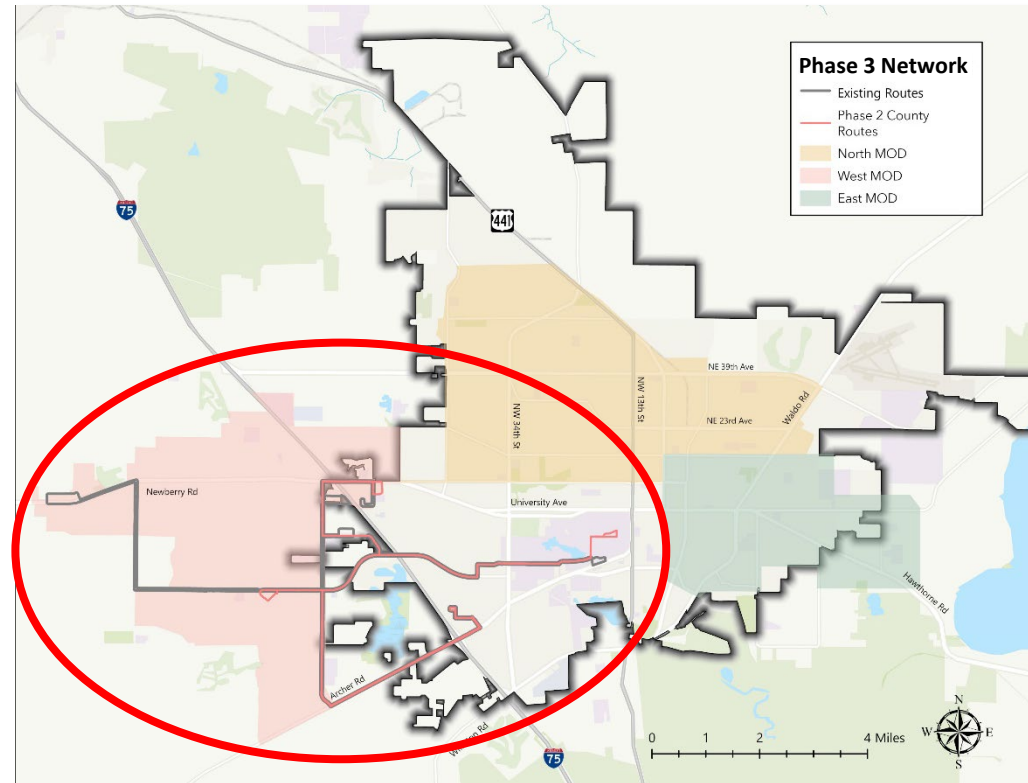 Phase 3 Network
Existing Routes
Phase 2 County
Routes
North MOD
West MOD
East MOD
75
441
NE 39th Ave
NW 34th St
NW 13th St
NE 23rd Ave
Waldo Rd
Newberry Rd
University Ave
Hawthorne Rd
Archer Rd
Rd
75
0 1 2 4 Miles
N
W E
S